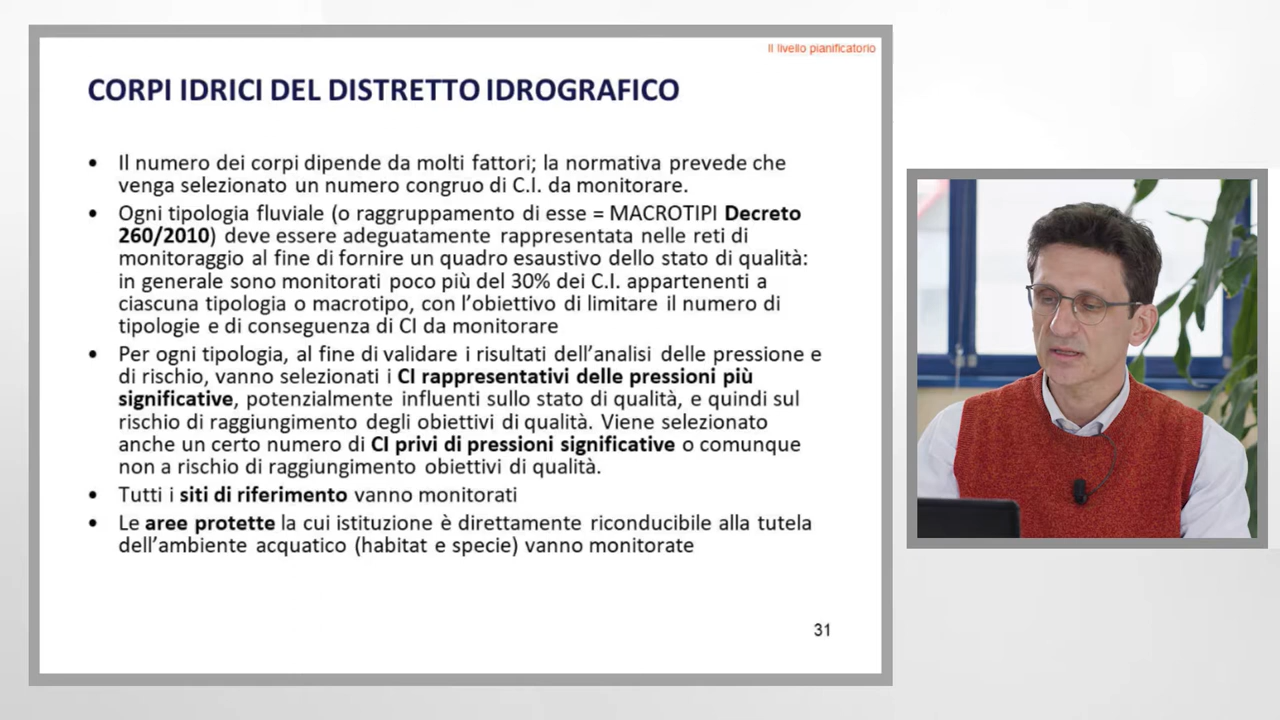 Il livello pianificatorio
CORPI IDRICI DEL DISTRETTO IDROGRAFICO
• Il numero dei corpi dipende da molti fattori; la normativa prevede che
venga selezionato un numero congruo di C.I. da monitorare.
• Ogni tipologia fluviale (o raggruppamento di esse = MACROTIPI Decreto
260/2010) deve essere adeguatamente rappresentata nelle reti di
monitoraggio al fine di fornire un quadro esaustivo dello stato di qualità:
in generale sono monitorati poco più del 30% dei C.I. appartenenti a
ciascuna tipologia o macrotipo, con l’obiettivo di limitare il numero di
tipologie e di conseguenza di CI da monitorare
• Per ogni tipologia, al fine di validare i risultati dell’analisi delle pressione e
di rischio, vanno selezionati i CI rappresentativi delle pressioni più
significative, potenzialmente influenti sullo stato di qualità, e quindi sul
rischio di raggiungimento degli obiettivi di qualità. Viene selezionato
anche un certo numero di CI privi di pressioni significative o comunque
non a rischio di raggiungimento obiettivi di qualità.
• Tutti i siti di riferimento vanno monitorati
• Le aree protette la cui istituzione è direttamente riconducibile alla tutela
dell’ambiente acquatico (habitat e specie) vanno monitorate
31